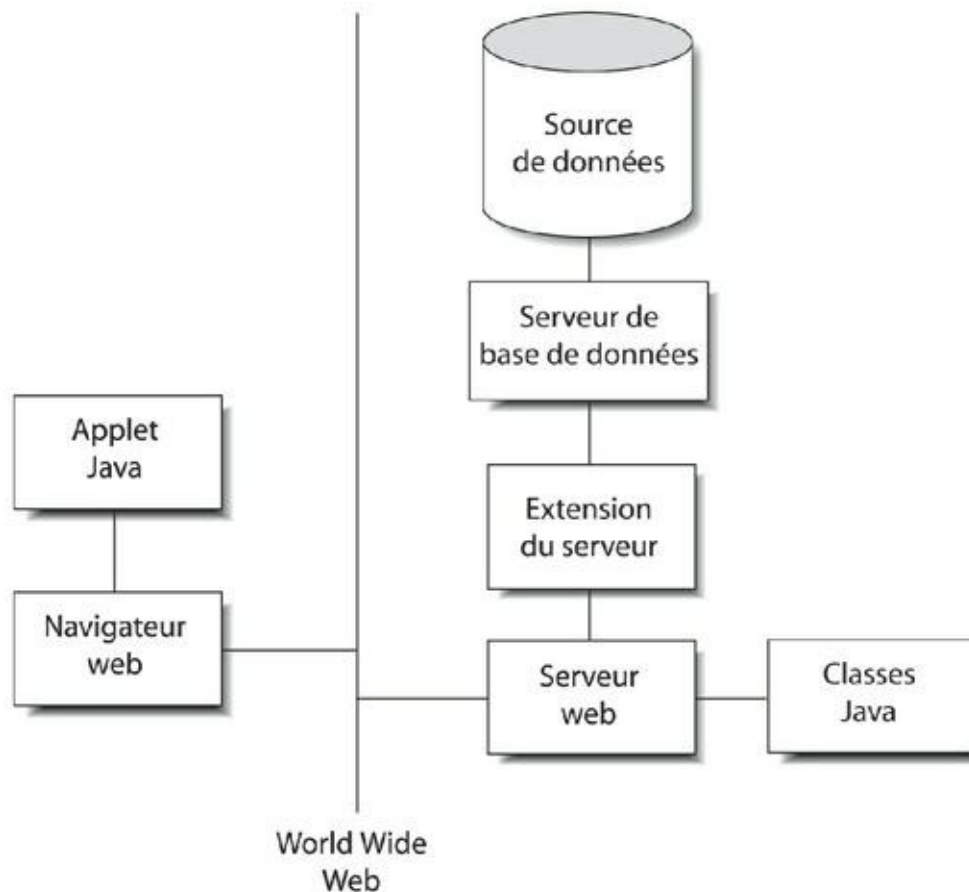 Source
de données
Serveur de
base de données
Applet
Java
Extension
du serveur
Navigateur
web
Serveur
web
Classes
Java
World Wide
Web